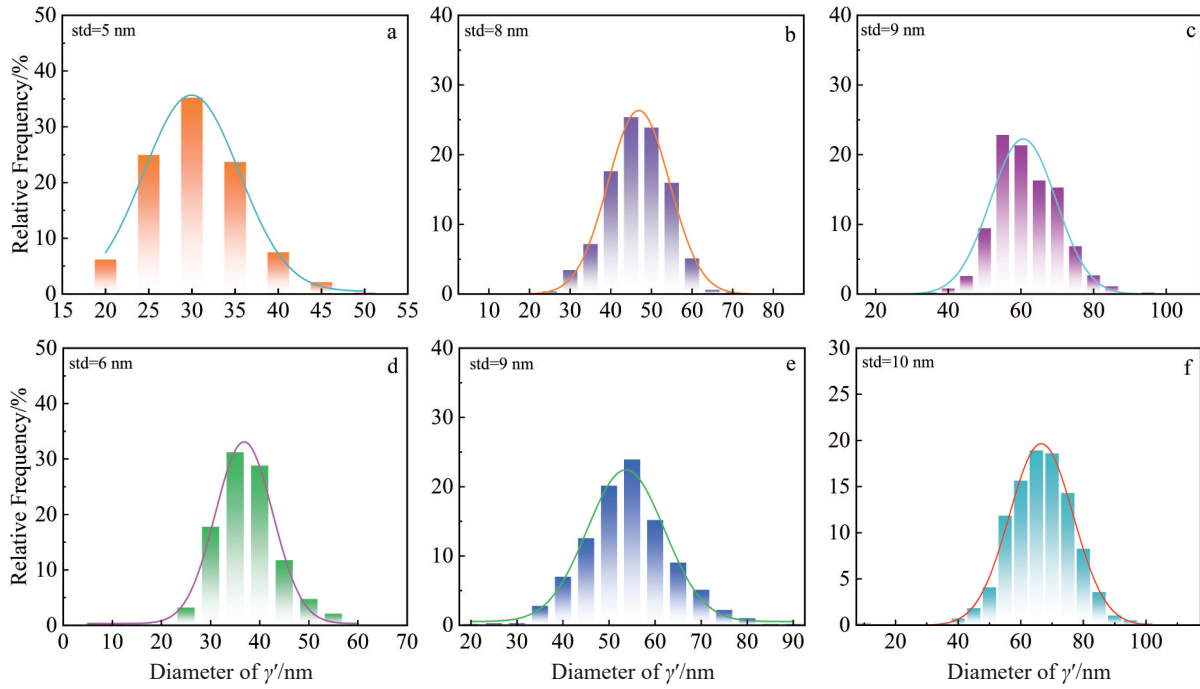 Relative Frequency/%
50
40
30
20
10
0
std=5 nm
a
15 20 25 30 35 40 45 50 55
40
30
20
10
0
std=8 nm
b
10 20 30 40 50 60 70 80
40
30
20
10
0
std=9 nm
c
20 40 60 80 100
Relative Frequency/%
50
40
30
20
10
0
std=6 nm
d
0 10 20 30 40 50 60 70
Diameter of γ′/nm
40
30
20
10
0
std=9 nm
e
20 30 40 50 60 70 80 90
Diameter of γ′/nm
30
25
20
15
10
5
0
std=10 nm
f
20 40 60 80 100
Diameter of γ′/nm